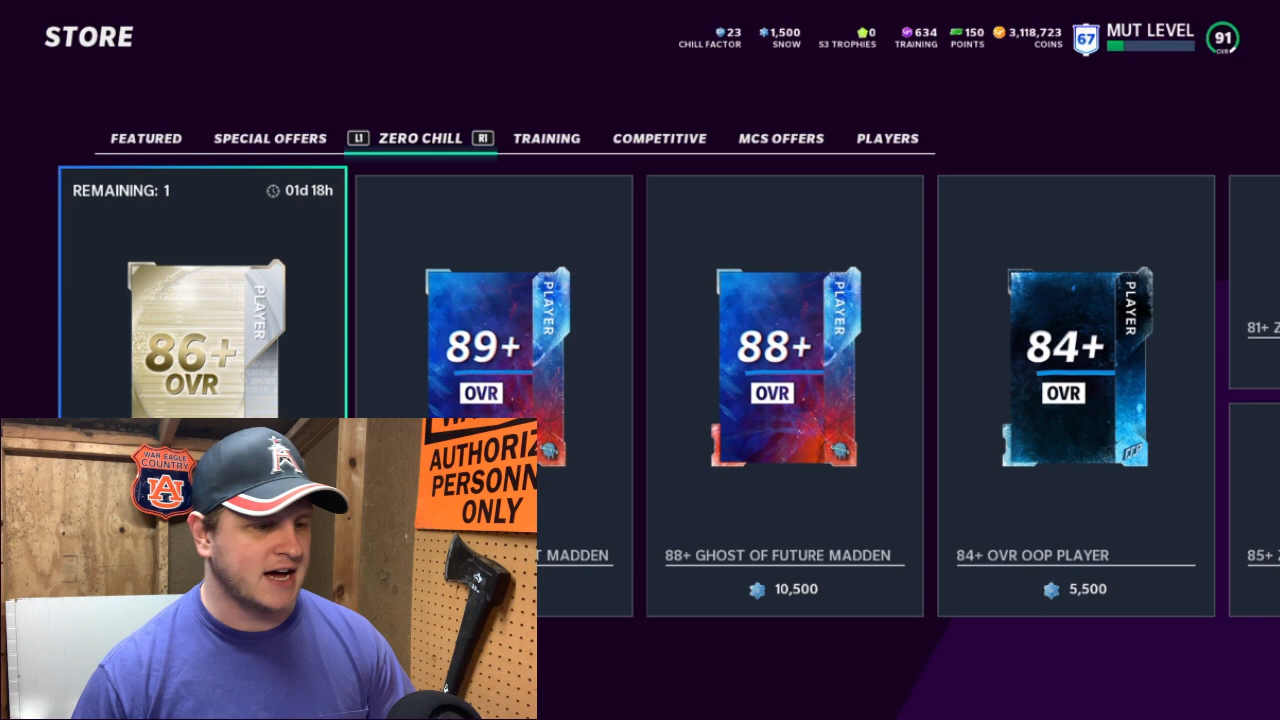 STORE
23
CHILL FACTOR
1,500
SNOW
0
S3 TROPHIES
634
TRAINING
150
POINTS
3,118,723
COINS
67
MUT LEVEL
91
OVR
FEATURED
SPECIAL OFFERS
L1
ZERO CHILL
R1
TRAINING
COMPETITIVE
MCS OFFERS
PLAYERS
REMAINING: 1
01d 18h
PLAYER
86+
OVR
PLAYER
89+
OVR
PLAYER
88+
OVR
PLAYER
84+
OVR
81+ Z
T MADDEN
88+ GHOST OF FUTURE MADDEN
10,500
84+ OVR OOP PLAYER
5,500
85+
WAR EAGLE
COUNTRY
AU
A
AUTHORIZ
PERSONN
ONLY